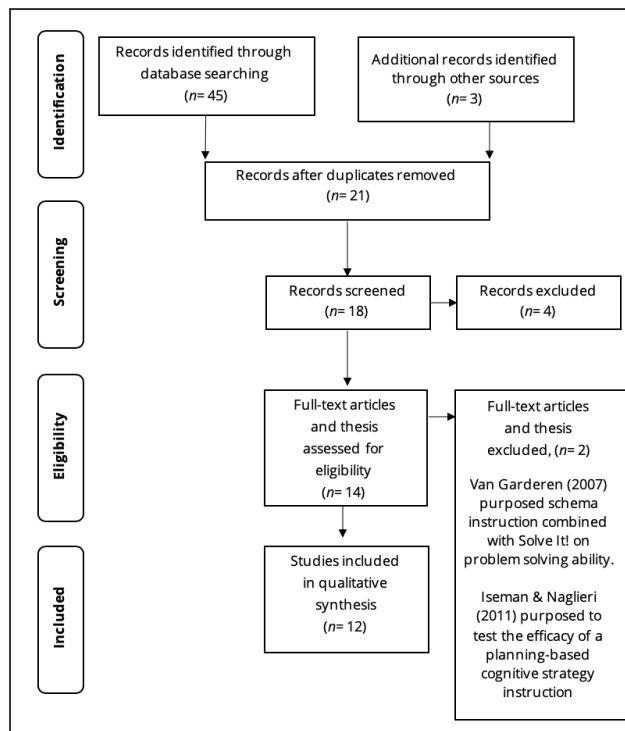 Identification
Records identified through
database searching
(n= 45)
Additional records identified
through other sources
(n= 3)
Records after duplicates removed
(n= 21)
Screening
Records screened
(n= 18)
Records excluded
(n= 4)
Eligibility
Full-text articles
and thesis
assessed for
eligibility
(n= 14)
Full-text articles
and thesis
excluded, (n= 2)
Van Garderen (2007)
purposed schema
instruction combined
with Solve It! on
problem solving ability.
Iseman & Naglieri
(2011) purposed to
test the efficacy of a
planning-based
cognitive strategy
instruction
Included
Studies included
in qualitative
synthesis
(n= 12)